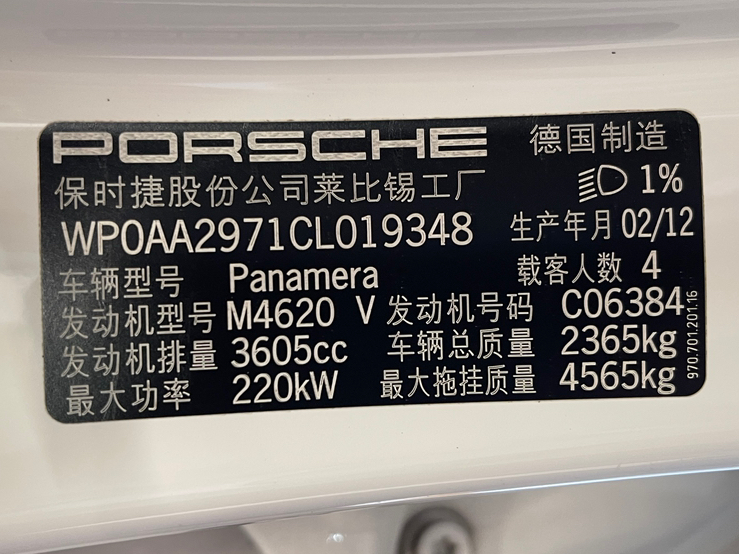 PORSCHE 德国制造
保时捷股份公司莱比锡工厂 1%
WP0AA2971CL019348 生产年月 02/12
车辆型号 Panamera 载客人数 4
发动机型号 M4620 V 发动机号码 C06384
发动机排量 3605cc 车辆总质量 2365kg
最大功率 220kW 最大拖挂质量 4565kg
970.701.201.16